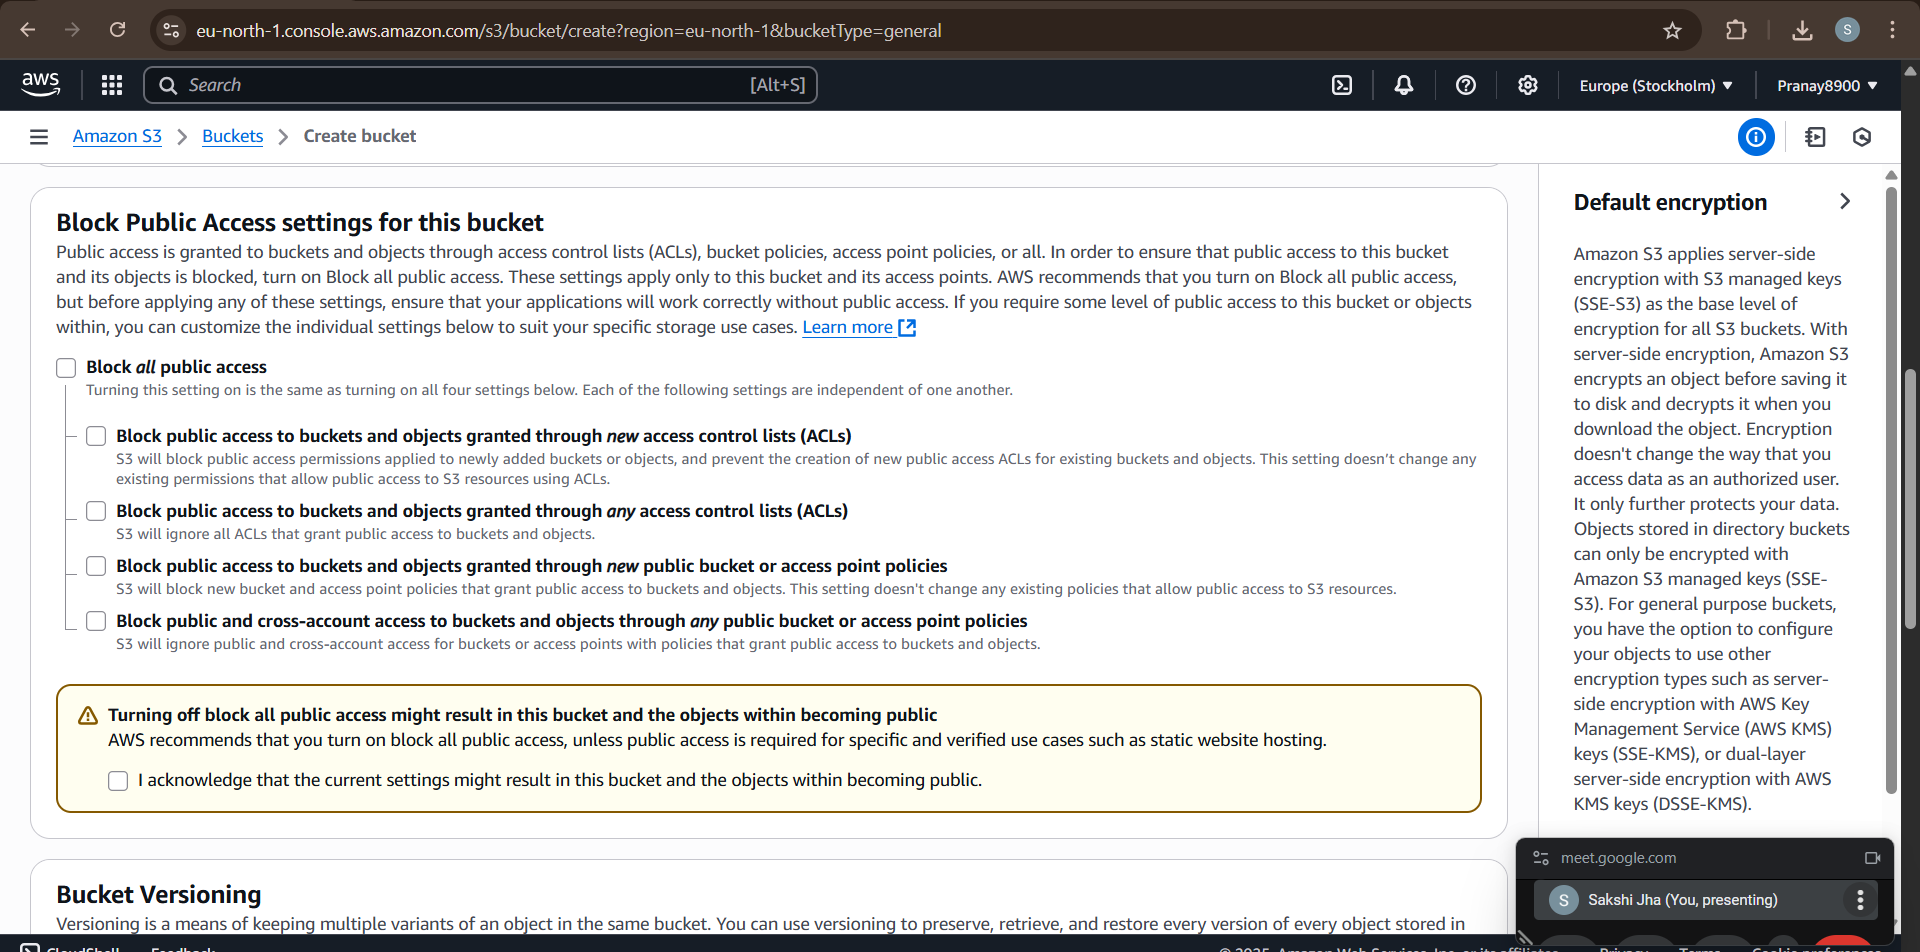 eu-north-1.console.aws.amazon.com/s3/bucket/create?region=eu-north-1&bucketType=general
S
aws
Search
[Alt+S]
Europe (Stockholm) ▼
Pranay8900 ▼
Amazon S3 > Buckets > Create bucket
Block Public Access settings for this bucket
Public access is granted to buckets and objects through access control lists (ACLs), bucket policies, access point policies, or all. In order to ensure that public access to this bucket
and its objects is blocked, turn on Block all public access. These settings apply only to this bucket and its access points. AWS recommends that you turn on Block all public access,
but before applying any of these settings, ensure that your applications will work correctly without public access. If you require some level of public access to this bucket or objects
within, you can customize the individual settings below to suit your specific storage use cases. Learn more
Block all public access
Turning this setting on is the same as turning on all four settings below. Each of the following settings are independent of one another.
Block public access to buckets and objects granted through new access control lists (ACLs)
S3 will block public access permissions applied to newly added buckets or objects, and prevent the creation of new public access ACLs for existing buckets and objects. This setting doesn't change any
existing permissions that allow public access to S3 resources using ACLs.
Block public access to buckets and objects granted through any access control lists (ACLs)
S3 will ignore all ACLs that grant public access to buckets and objects.
Block public access to buckets and objects granted through new public bucket or access point policies
S3 will block new bucket and access point policies that grant public access to buckets and objects. This setting doesn't change any existing policies that allow public access to S3 resources.
Block public and cross-account access to buckets and objects through any public bucket or access point policies
S3 will ignore public and cross-account access for buckets or access points with policies that grant public access to buckets and objects.
Turning off block all public access might result in this bucket and the objects within becoming public
AWS recommends that you turn on block all public access, unless public access is required for specific and verified use cases such as static website hosting.
I acknowledge that the current settings might result in this bucket and the objects within becoming public.
Bucket Versioning
Versioning is a means of keeping multiple variants of an object in the same bucket. You can use versioning to preserve, retrieve, and restore every version of every object stored in
Default encryption
Amazon S3 applies server-side
encryption with S3 managed keys
(SSE-S3) as the base level of
encryption for all S3 buckets. With
server-side encryption, Amazon S3
encrypts an object before saving it
to disk and decrypts it when you
download the object. Encryption
doesn't change the way that you
access data as an authorized user.
It only further protects your data.
Objects stored in directory buckets
can only be encrypted with
Amazon S3 managed keys (SSE-
S3). For general purpose buckets,
you have the option to configure
your objects to use other
encryption types such as server-
side encryption with AWS Key
Management Service (AWS KMS)
keys (SSE-KMS), or dual-layer
server-side encryption with AWS
KMS keys (DSSE-KMS).
meet.google.com
S
Sakshi Jha (You, presenting)
CloudShell
Feedback
© 2025, Amazon Web Services, Inc. or its affiliates.
Privacy
Terms
Cookie preferences